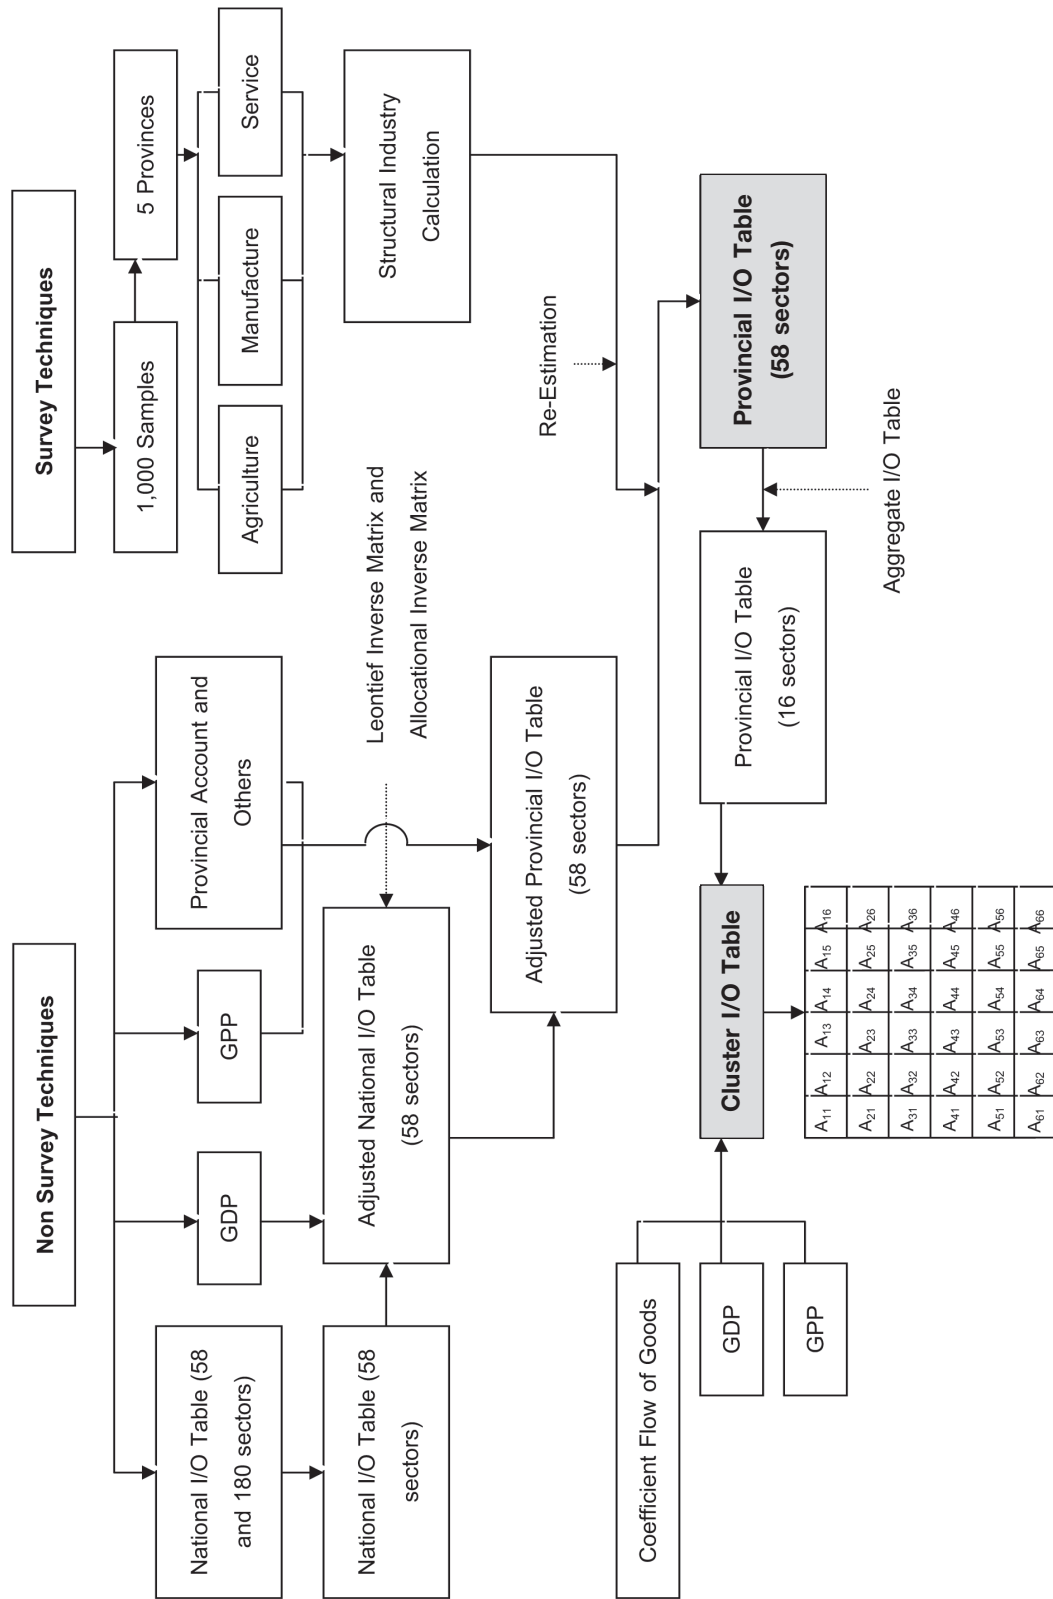 Non Survey Techniques
Survey Techniques
1,000 Samples
5 Provinces
National I/O Table (58
and 180 sectors)
GDP
GPP
Provincial Account and
Others
Agriculture
Manufacture
Service
National I/O Table (58
sectors)
Adjusted National I/O Table
(58 sectors)
Leontief Inverse Matrix and
Allocational Inverse Matrix
Structural Industry
Calculation
Adjusted Provincial I/O Table
(58 sectors)
Re-Estimation
Coefficient Flow of Goods
GDP
GPP
Cluster I/O Table
Provincial I/O Table
(16 sectors)
Provincial I/O Table
(58 sectors)
Aggregate I/O Table
A11 A12 A13 A14 A15 A16
A21 A22 A23 A24 A25 A26
A31 A32 A33 A34 A35 A36
A41 A42 A43 A44 A45 A46
A51 A52 A53 A54 A55 A56
A61 A62 A63 A64 A65 A66